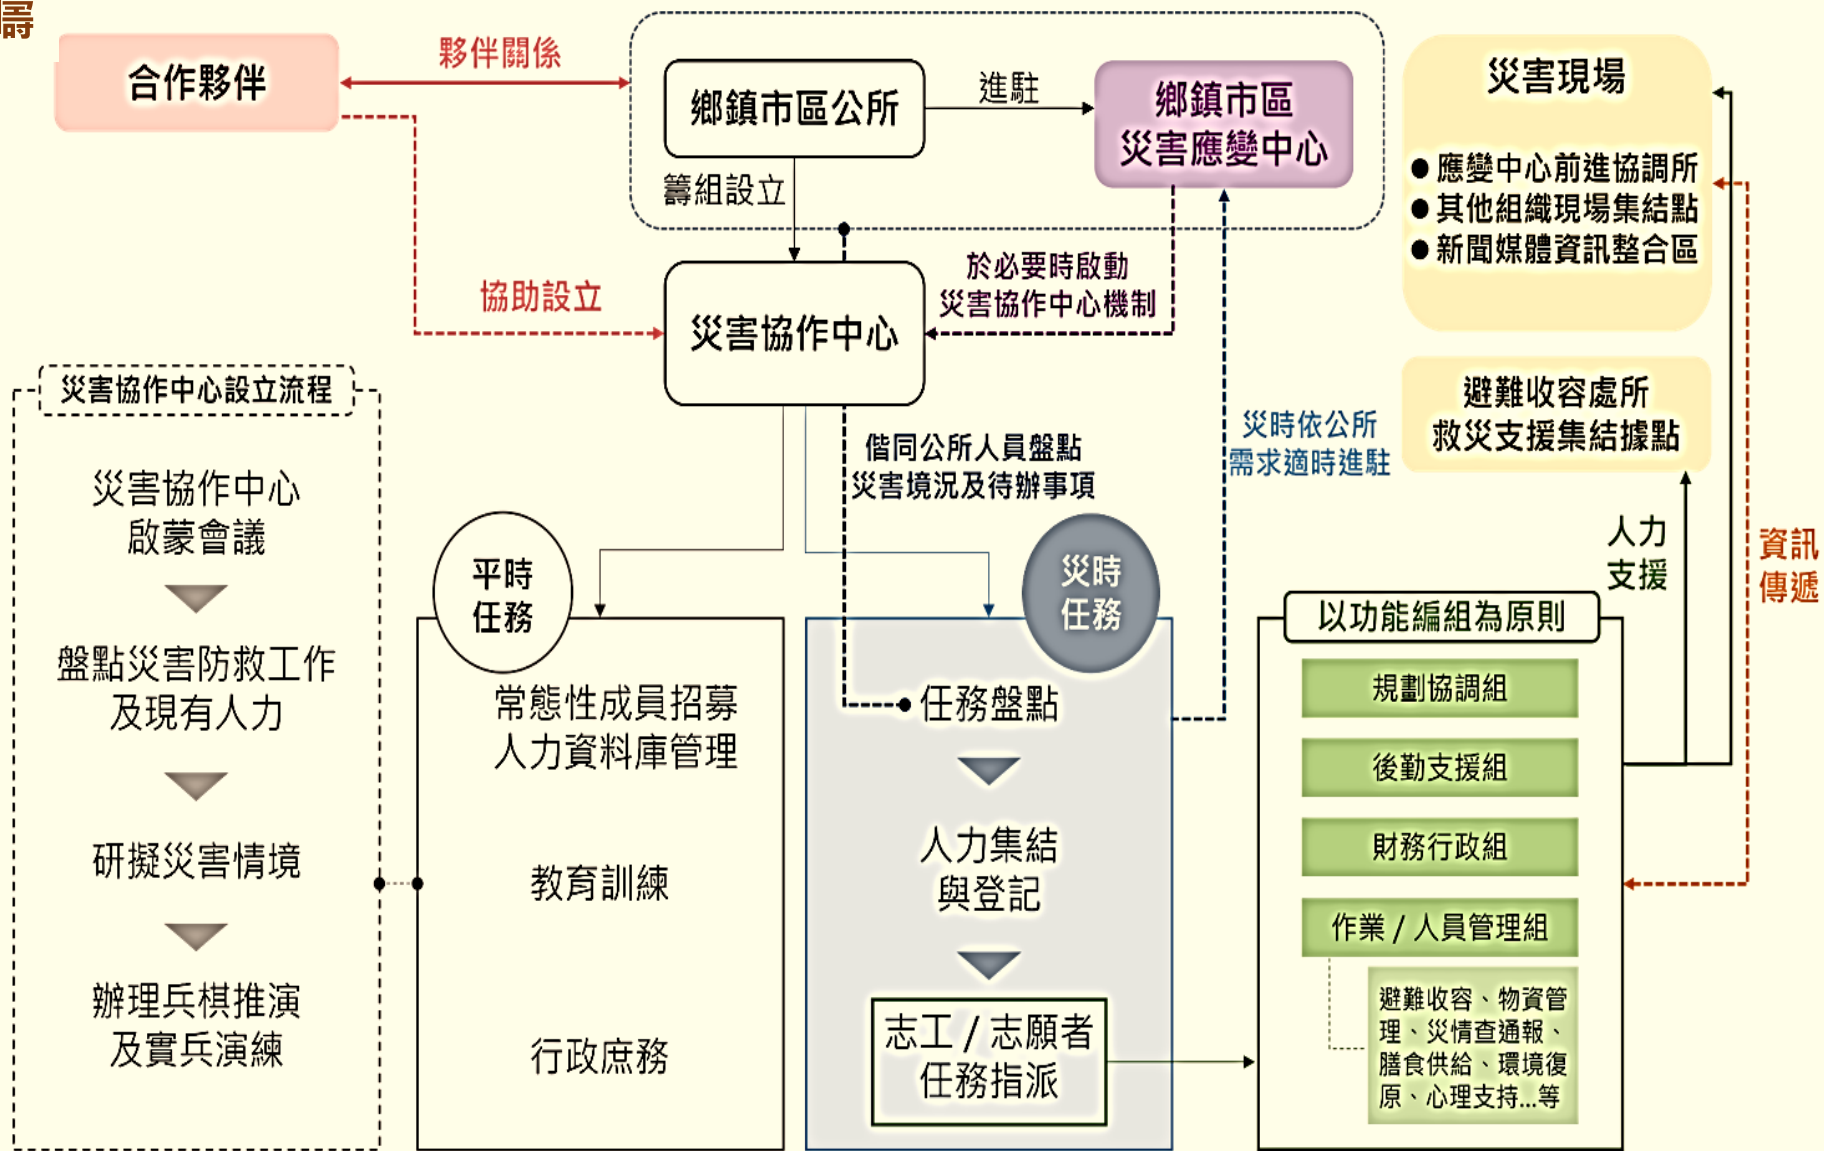 合作夥伴
夥伴關係
鄉鎮市區公所
進駐
鄉鎮市區
災害應變中心
籌組設立
災害現場
● 應變中心前進協調所
● 其他組織現場集結點
● 新聞媒體資訊整合區
協助設立
災害協作中心
於必要時啟動
災害協作中心機制
避難收容處所
救災支援集結據點
災害協作中心設立流程
災害協作中心
啟蒙會議
盤點災害防救工作
及現有人力
研擬災害情境
辦理兵棋推演
及實兵演練
偕同公所人員盤點
災害境況及待辦事項
災時依公所
需求適時進駐
平時
任務
常態性成員招募
人力資料庫管理
教育訓練
行政庶務
災時
任務
任務盤點
人力集結
與登記
志工 / 志願者
任務指派
人力
支援
資訊
傳遞
以功能編組為原則
規劃協調組
後勤支援組
財務行政組
作業 / 人員管理組
避難收容、物資管
理、災情查通報、
膳食供給、環境復
原、心理支持...等